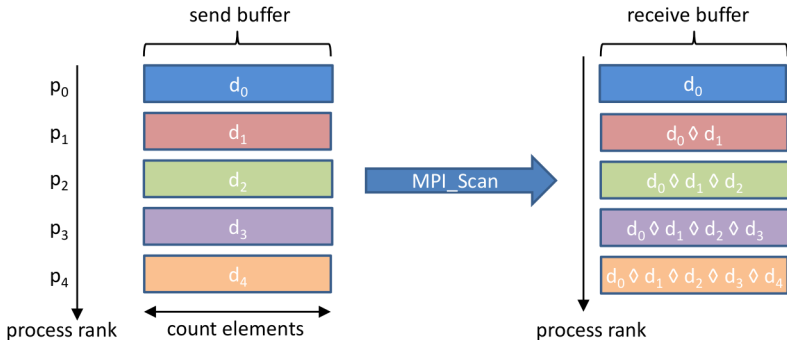 send buffer
receive buffer
p₀
d₀
d₀
p₁
d₁
d₀ ◊ d₁
p₂
d₂
MPI_Scan
d₀ ◊ d₁ ◊ d₂
p₃
d₃
d₀ ◊ d₁ ◊ d₂ ◊ d₃
p₄
d₄
d₀ ◊ d₁ ◊ d₂ ◊ d₃ ◊ d₄
process rank
count elements
process rank